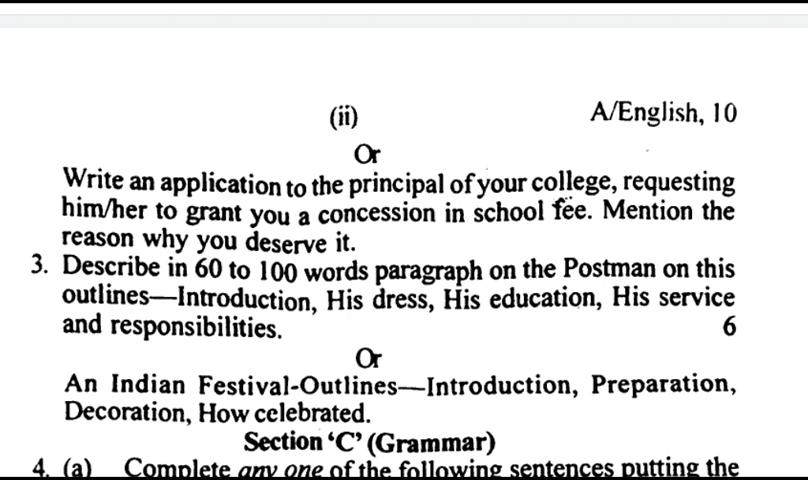 (ii) A/English, 10
Or
Write an application to the principal of your college, requesting
him/her to grant you a concession in school fee. Mention the
reason why you deserve it.
3. Describe in 60 to 100 words paragraph on the Postman on this
outlines—Introduction, His dress, His education, His service
and responsibilities. 6
Or
An Indian Festival-Outlines—Introduction, Preparation,
Decoration, How celebrated.
Section ‘C’ (Grammar)
4. (a) Complete any one of the following sentences putting the